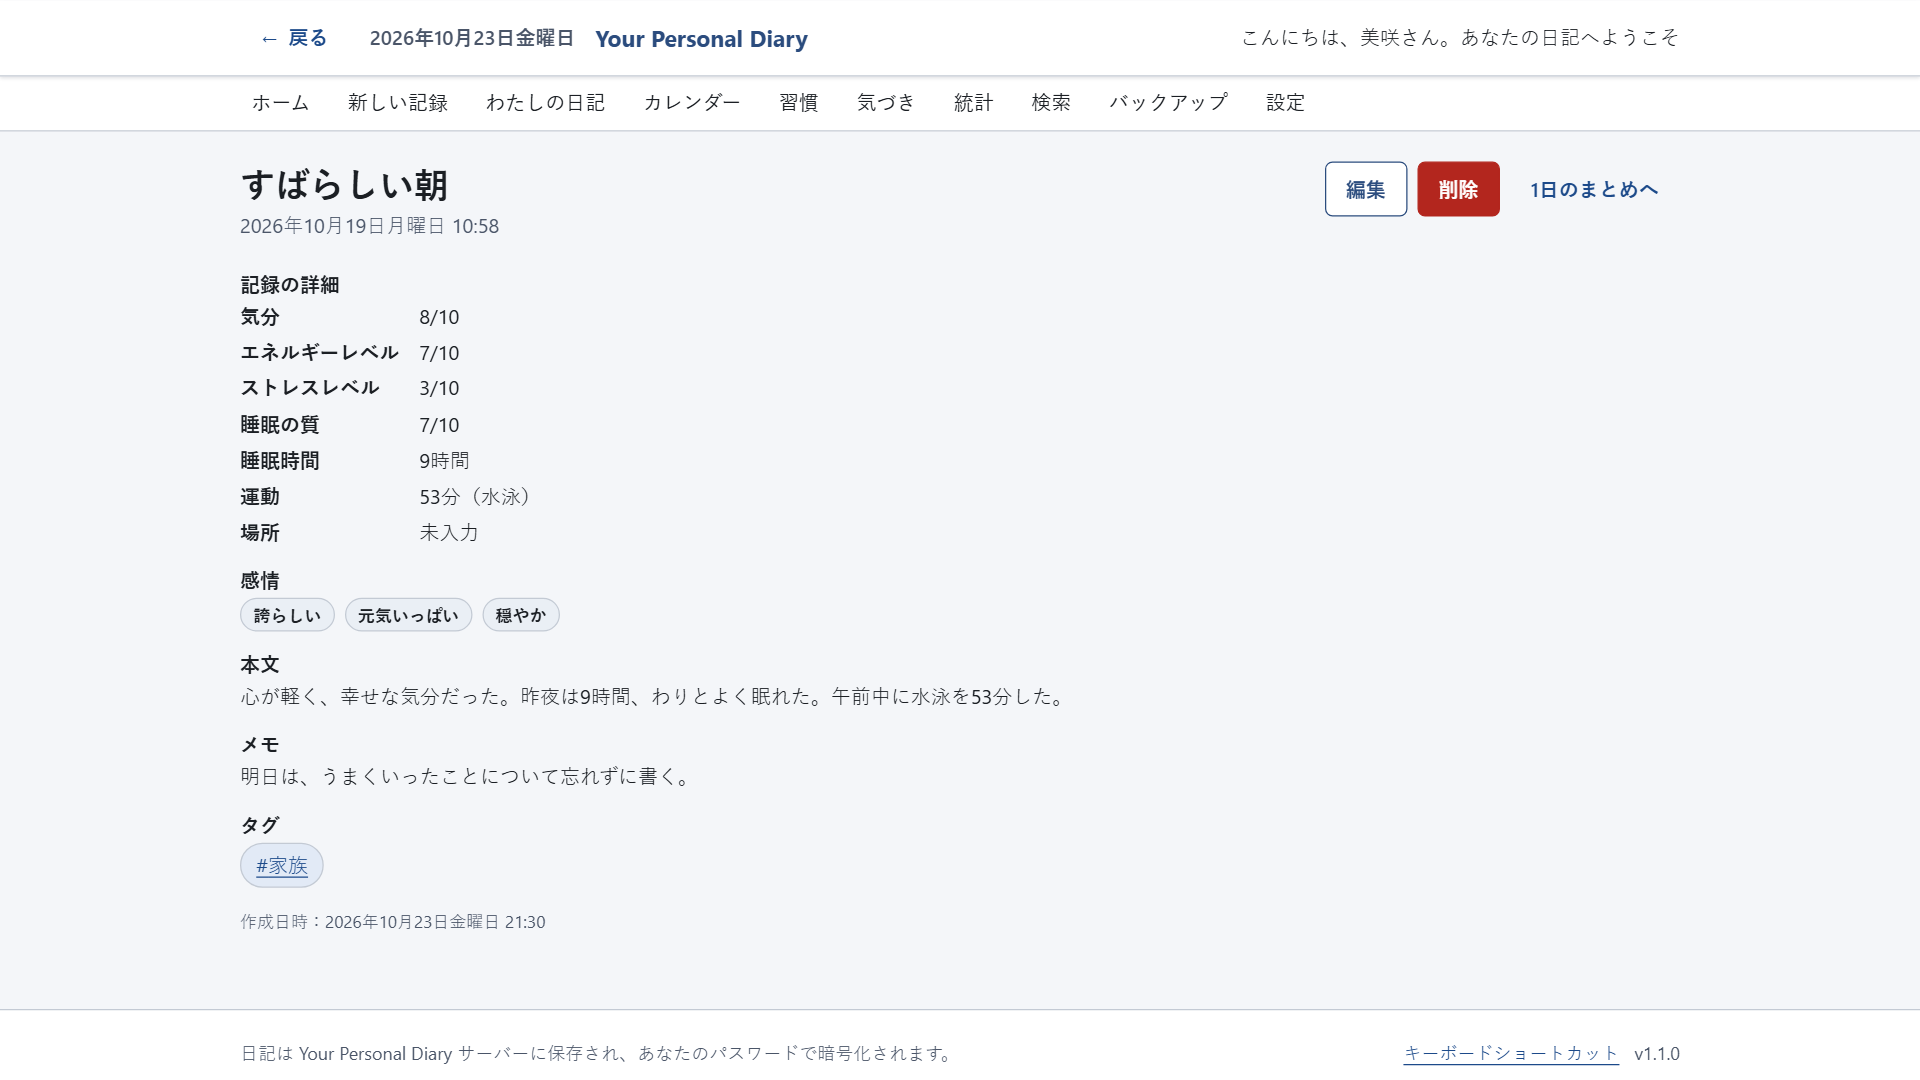 ← 戻る 2026年10月23日金曜日 Your Personal Diary こんにちは、美咲さん。あなたの日記へようこそ
ホーム 新しい記録 わたしの日記 カレンダー 習慣 気づき 統計 検索 バックアップ 設定
すばらしい朝
編集 削除 1日のまとめへ
2026年10月19日月曜日 10:58
記録の詳細
気分 8/10
エネルギーレベル 7/10
ストレスレベル 3/10
睡眠の質 7/10
睡眠時間 9時間
運動 53分（水泳）
場所 未入力
感情
誇らしい 元気いっぱい 穏やか
本文
心が軽く、幸せな気分だった。昨夜は9時間、わりとよく眠れた。午前中に水泳を53分した。
メモ
明日は、うまくいったことについて忘れずに書く。
タグ
#家族
作成日時：2026年10月23日金曜日 21:30
日記は Your Personal Diary サーバーに保存され、あなたのパスワードで暗号化されます。 キーボードショートカット v1.1.0